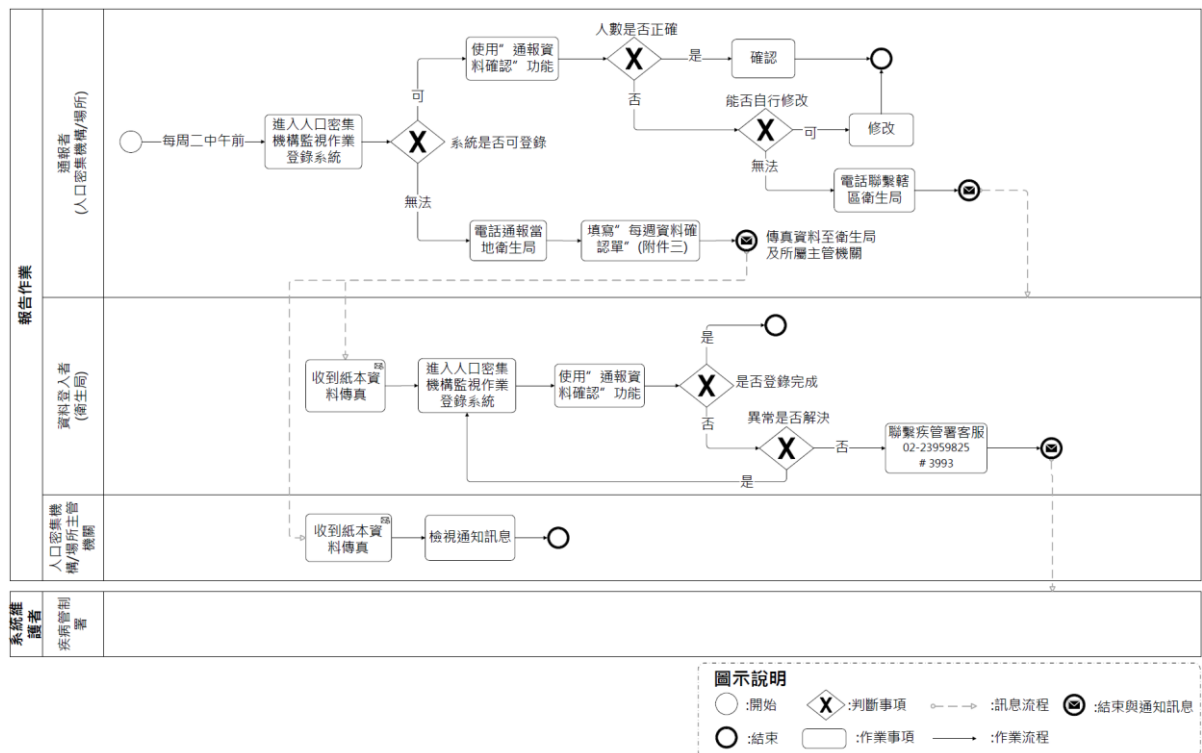 報告作業
通報者
(人口密集機構/場所)
每周二中午前
進入人口密集
機構監視作業
登錄系統
系統是否可登錄
可
使用”通報資
料確認”功能
人數是否正確
是
確認
否
能否自行修改
可
修改
無法
電話聯繫轄
區衛生局
無法
電話通報當
地衛生局
填寫”每週資料確
認單”(附件三)
傳真資料至衛生局
及所屬主管機關
資料登入者
(衛生局)
收到紙本資
料傳真
進入人口密集
機構監視作業
登錄系統
使用”通報資
料確認”功能
是
是否登錄完成
否
異常是否解決
否
聯繫疾管署客服
02-23959825
# 3993
是
人口密集機
構/場所主管
機關
收到紙本資
料傳真
檢視通知訊息
系統維
護者
疾病管制
署
圖示說明
:開始
:判斷事項
:訊息流程
:結束與通知訊息
:結束
:作業事項
:作業流程